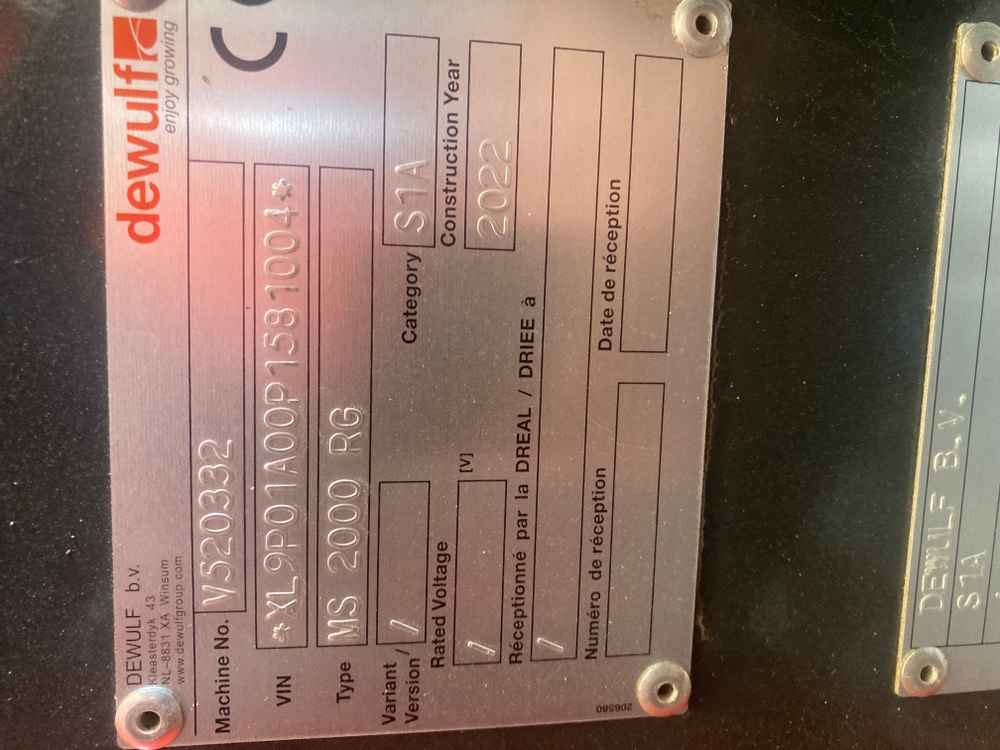 DEWULF b.v.
Kleasterdyk 43
NL-8831 XA Winsum
www.dewulfgroup.com
dewulf
enjoy growing
CE
Machine No. V520332
VIN *XL9P01A00P1581004*
Type MS 2000 RG
Variant / Version / /
Category S1A
Rated Voltage / [V]
Construction Year 2022
Réceptionné par la DREAL / DRIEE à
/
Numéro de réception
Date de réception
206580
DEWULF B.V.
S1A